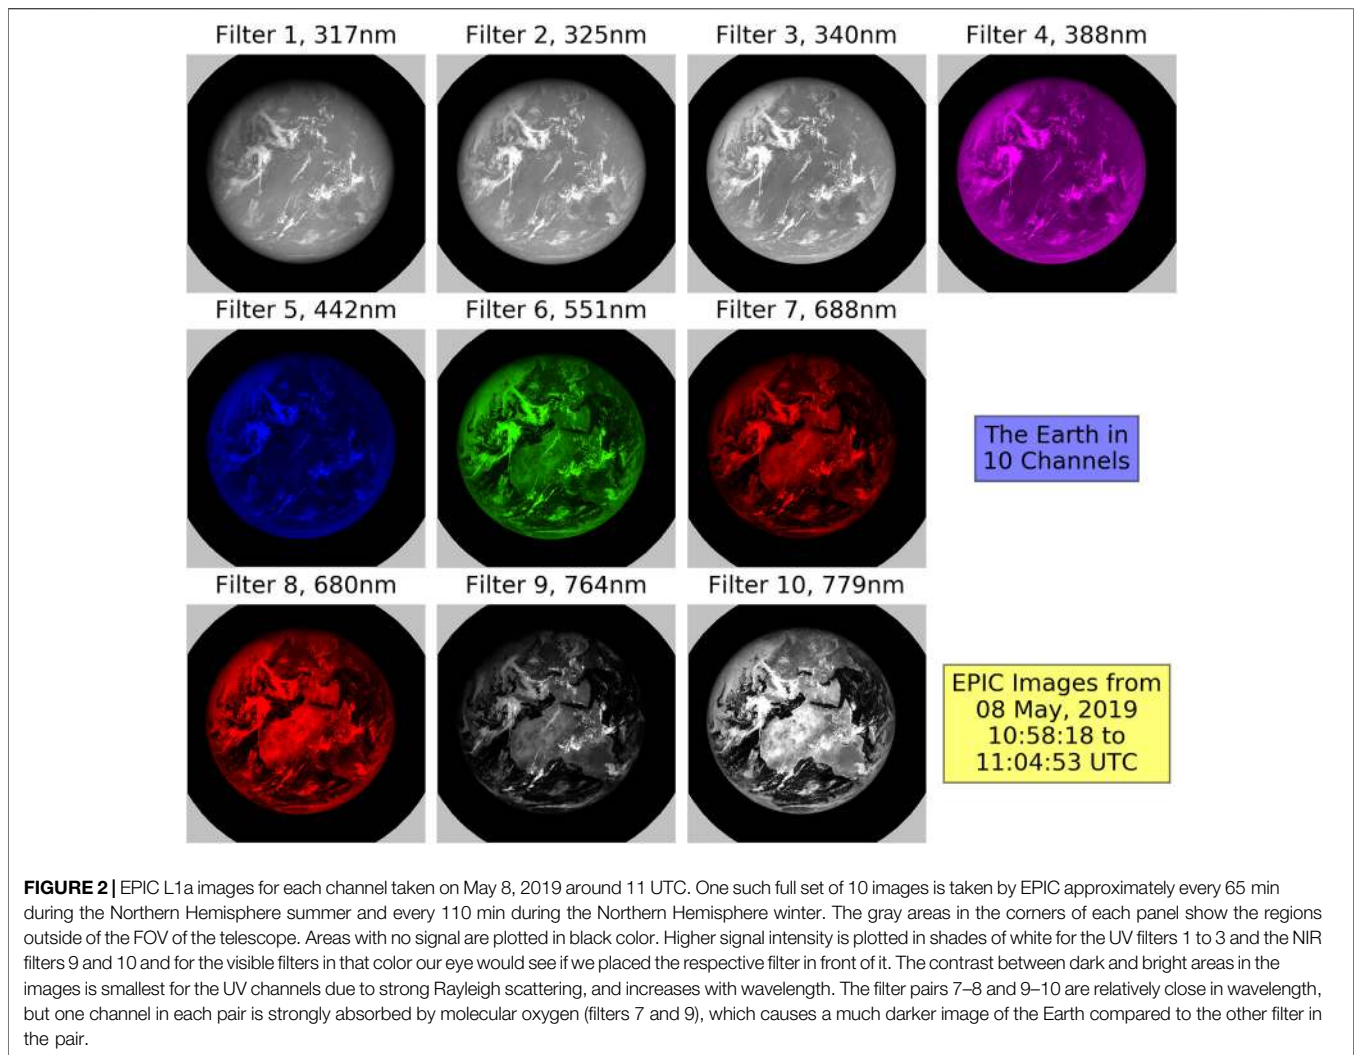 Filter 1, 317nm
Filter 2, 325nm
Filter 3, 340nm
Filter 4, 388nm
Filter 5, 442nm
Filter 6, 551nm
Filter 7, 688nm
The Earth in
10 Channels
Filter 8, 680nm
Filter 9, 764nm
Filter 10, 779nm
EPIC Images from
08 May, 2019
10:58:18 to
11:04:53 UTC
FIGURE 2 | EPIC L1a images for each channel taken on May 8, 2019 around 11 UTC. One such full set of 10 images is taken by EPIC approximately every 65 min
during the Northern Hemisphere summer and every 110 min during the Northern Hemisphere winter. The gray areas in the corners of each panel show the regions
outside of the FOV of the telescope. Areas with no signal are plotted in black color. Higher signal intensity is plotted in shades of white for the UV filters 1 to 3 and the NIR
filters 9 and 10 and for the visible filters in that color our eye would see if we placed the respective filter in front of it. The contrast between dark and bright areas in the
images is smallest for the UV channels due to strong Rayleigh scattering, and increases with wavelength. The filter pairs 7–8 and 9–10 are relatively close in wavelength,
but one channel in each pair is strongly absorbed by molecular oxygen (filters 7 and 9), which causes a much darker image of the Earth compared to the other filter in
the pair.